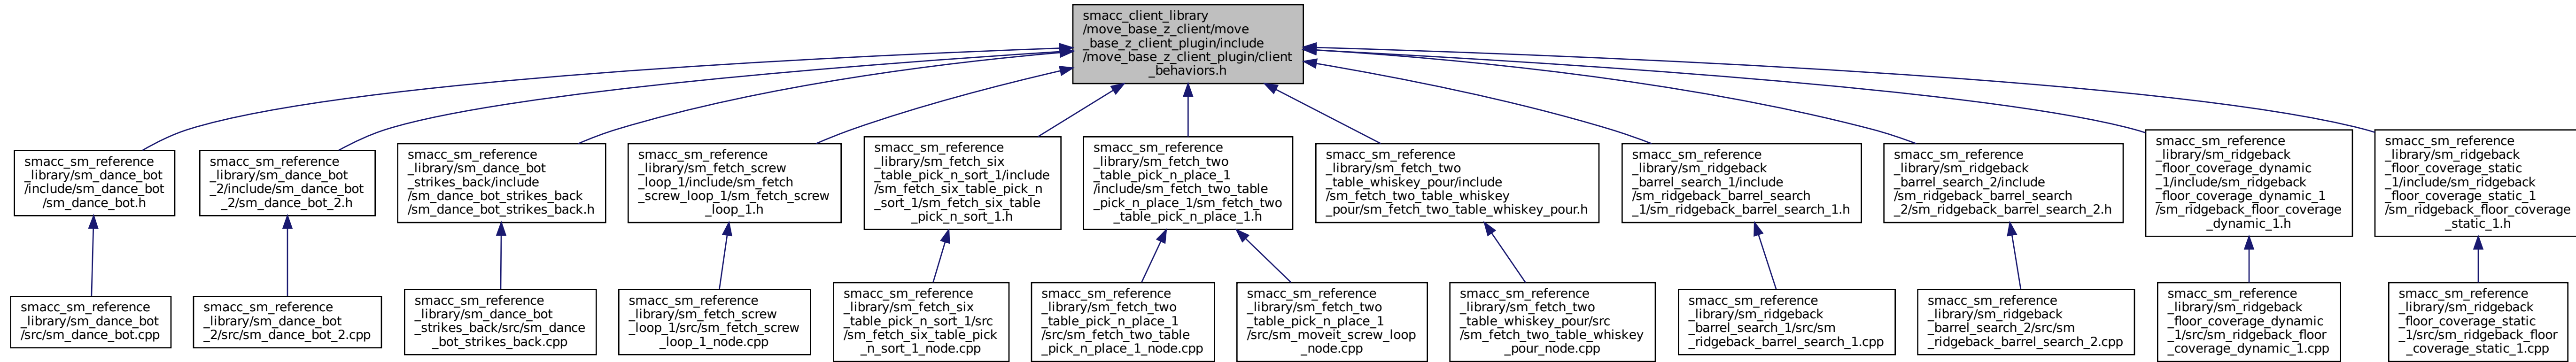 smacc_client_library
/move_base_z_client/move
_base_z_client_plugin/include
/move_base_z_client_plugin/client
_behaviors.h
smacc_sm_reference
_library/sm_dance_bot
/include/sm_dance_bot
/sm_dance_bot.h
smacc_sm_reference
_library/sm_dance_bot
_2/include/sm_dance_bot
_2/sm_dance_bot_2.h
smacc_sm_reference
_library/sm_dance_bot
_strikes_back/include
/sm_dance_bot_strikes_back
/sm_dance_bot_strikes_back.h
smacc_sm_reference
_library/sm_fetch_screw
_loop_1/include/sm_fetch
_screw_loop_1/sm_fetch_screw
_loop_1.h
smacc_sm_reference
_library/sm_fetch_six
_table_pick_n_sort_1/include
/sm_fetch_six_table_pick_n
_sort_1/sm_fetch_six_table
_pick_n_sort_1.h
smacc_sm_reference
_library/sm_fetch_two
_table_pick_n_place_1
/include/sm_fetch_two_table
_pick_n_place_1/sm_fetch_two
_table_pick_n_place_1.h
smacc_sm_reference
_library/sm_fetch_two
_table_whiskey_pour/include
/sm_fetch_two_table_whiskey
_pour/sm_fetch_two_table_whiskey_pour.h
smacc_sm_reference
_library/sm_ridgeback
_barrel_search_1/include
/sm_ridgeback_barrel_search
_1/sm_ridgeback_barrel_search_1.h
smacc_sm_reference
_library/sm_ridgeback
_barrel_search_2/include
/sm_ridgeback_barrel_search
_2/sm_ridgeback_barrel_search_2.h
smacc_sm_reference
_library/sm_ridgeback
_floor_coverage_dynamic
_1/include/sm_ridgeback
_floor_coverage_dynamic_1
/sm_ridgeback_floor_coverage
_dynamic_1.h
smacc_sm_reference
_library/sm_ridgeback
_floor_coverage_static
_1/include/sm_ridgeback
_floor_coverage_static_1
/sm_ridgeback_floor_coverage
_static_1.h
smacc_sm_reference
_library/sm_dance_bot
/src/sm_dance_bot.cpp
smacc_sm_reference
_library/sm_dance_bot
_2/src/sm_dance_bot_2.cpp
smacc_sm_reference
_library/sm_dance_bot
_strikes_back/src/sm_dance
_bot_strikes_back.cpp
smacc_sm_reference
_library/sm_fetch_screw
_loop_1/src/sm_fetch_screw
_loop_1_node.cpp
smacc_sm_reference
_library/sm_fetch_six
_table_pick_n_sort_1/src
/sm_fetch_six_table_pick
_n_sort_1_node.cpp
smacc_sm_reference
_library/sm_fetch_two
_table_pick_n_place_1
/src/sm_fetch_two_table
_pick_n_place_1_node.cpp
smacc_sm_reference
_library/sm_fetch_two
_table_pick_n_place_1
/src/sm_moveit_screw_loop
_node.cpp
smacc_sm_reference
_library/sm_fetch_two
_table_whiskey_pour/src
/sm_fetch_two_table_whiskey
_pour_node.cpp
smacc_sm_reference
_library/sm_ridgeback
_barrel_search_1/src/sm
_ridgeback_barrel_search_1.cpp
smacc_sm_reference
_library/sm_ridgeback
_barrel_search_2/src/sm
_ridgeback_barrel_search_2.cpp
smacc_sm_reference
_library/sm_ridgeback
_floor_coverage_dynamic
_1/src/sm_ridgeback_floor
_coverage_dynamic_1.cpp
smacc_sm_reference
_library/sm_ridgeback
_floor_coverage_static
_1/src/sm_ridgeback_floor
_coverage_static_1.cpp